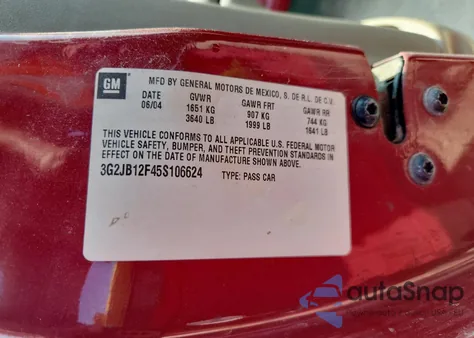 GM
MFD BY GENERAL MOTORS DE MEXICO, S. DE R.L. DE C.V.
DATE GVWR GAWR FRT GAWR RR
06/04 1651 KG 907 KG 744 KG
3640 LB 1999 LB 1641 LB
THIS VEHICLE CONFORMS TO ALL APPLICABLE U.S. FEDERAL MOTOR
VEHICLE SAFETY, BUMPER, AND THEFT PREVENTION STANDARDS IN
EFFECT ON THE DATE OF MANUFACTURE SHOWN ABOVE.
3G2JB12F45S106624 TYPE: PASS CAR
autoSnap